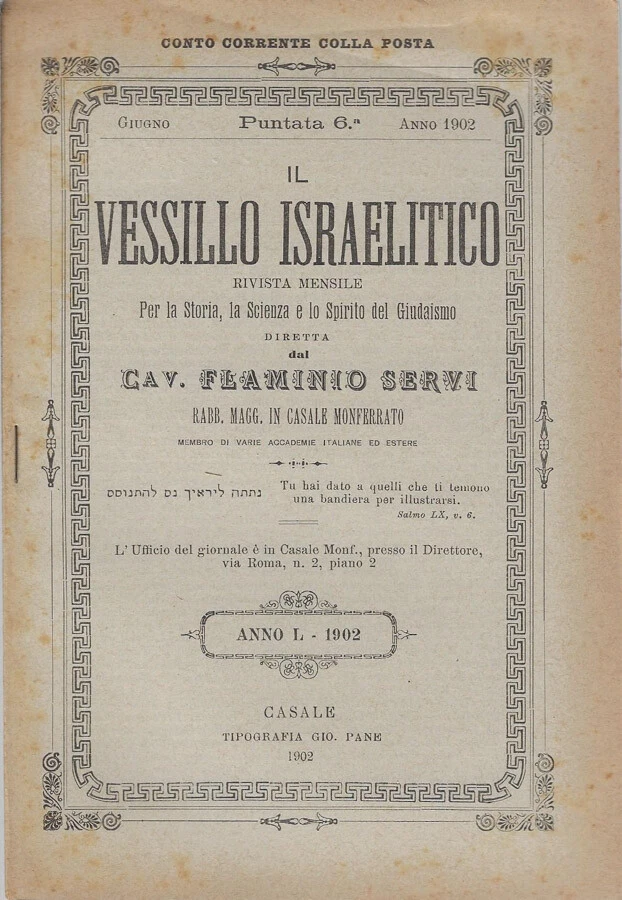 CONTO CORRENTE COLLA POSTA
GIUGNO Puntata 6.ª ANNO 1902
IL
VESSILLO ISRAELITICO
RIVISTA MENSILE
Per la Storia, la Scienza e lo Spirito del Giudaismo
DIRETTA
dal
CAV. FLAMINIO SERVI
RABB. MAGG. IN CASALE MONFERRATO
MEMBRO DI VARIE ACCADEMIE ITALIANE ED ESTERE
נתתה ליראיך נס להתנוסס
Tu hai dato a quelli che ti temono
una bandiera per illustrarsi.
Salmo LX, v. 6.
L' Ufficio del giornale è in Casale Monf., presso il Direttore,
via Roma, n. 2, piano 2
ANNO L - 1902
CASALE
TIPOGRAFIA GIO. PANE
1902